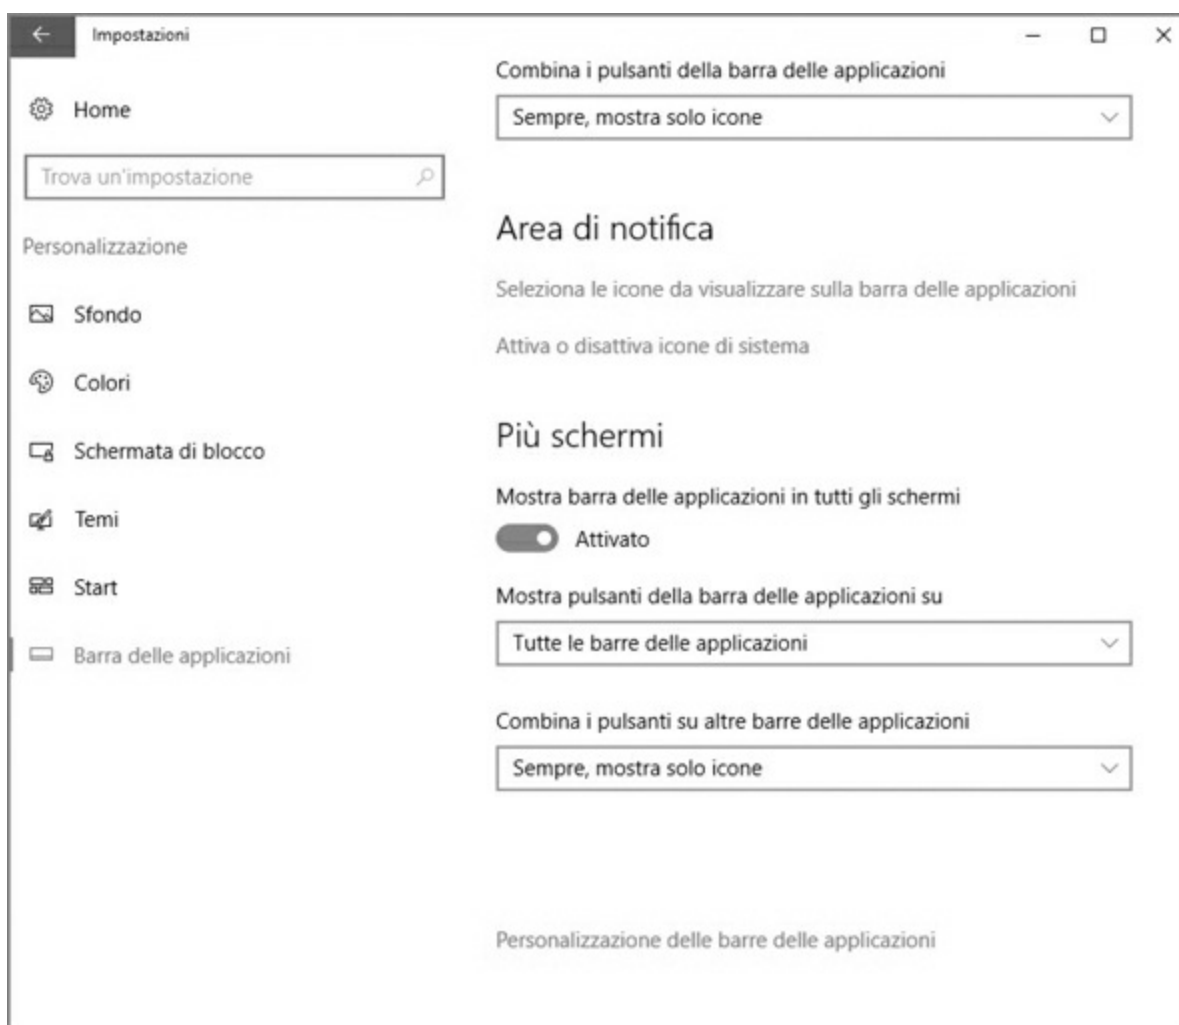 Impostazioni
Home
Trova un'impostazione
Personalizzazione
Sfondo
Colori
Schermata di blocco
Temi
Start
Barra delle applicazioni
Combina i pulsanti della barra delle applicazioni
Sempre, mostra solo icone
Area di notifica
Seleziona le icone da visualizzare sulla barra delle applicazioni
Attiva o disattiva icone di sistema
Più schermi
Mostra barra delle applicazioni in tutti gli schermi
Attivato
Mostra pulsanti della barra delle applicazioni su
Tutte le barre delle applicazioni
Combina i pulsanti su altre barre delle applicazioni
Sempre, mostra solo icone
Personalizzazione delle barre delle applicazioni